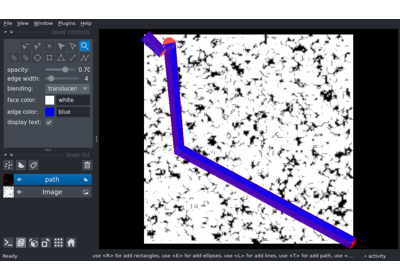 File View Window Plugins Help
layer controls
opacity: 0.70
edge width: 4
blending: translucen
face color: white
edge color: blue
display text:
layer list
path
Image
Ready use <R> for add rectangles, use <E> for add ellipses, use <L> for add lines, use <T> for add path, use <... activity